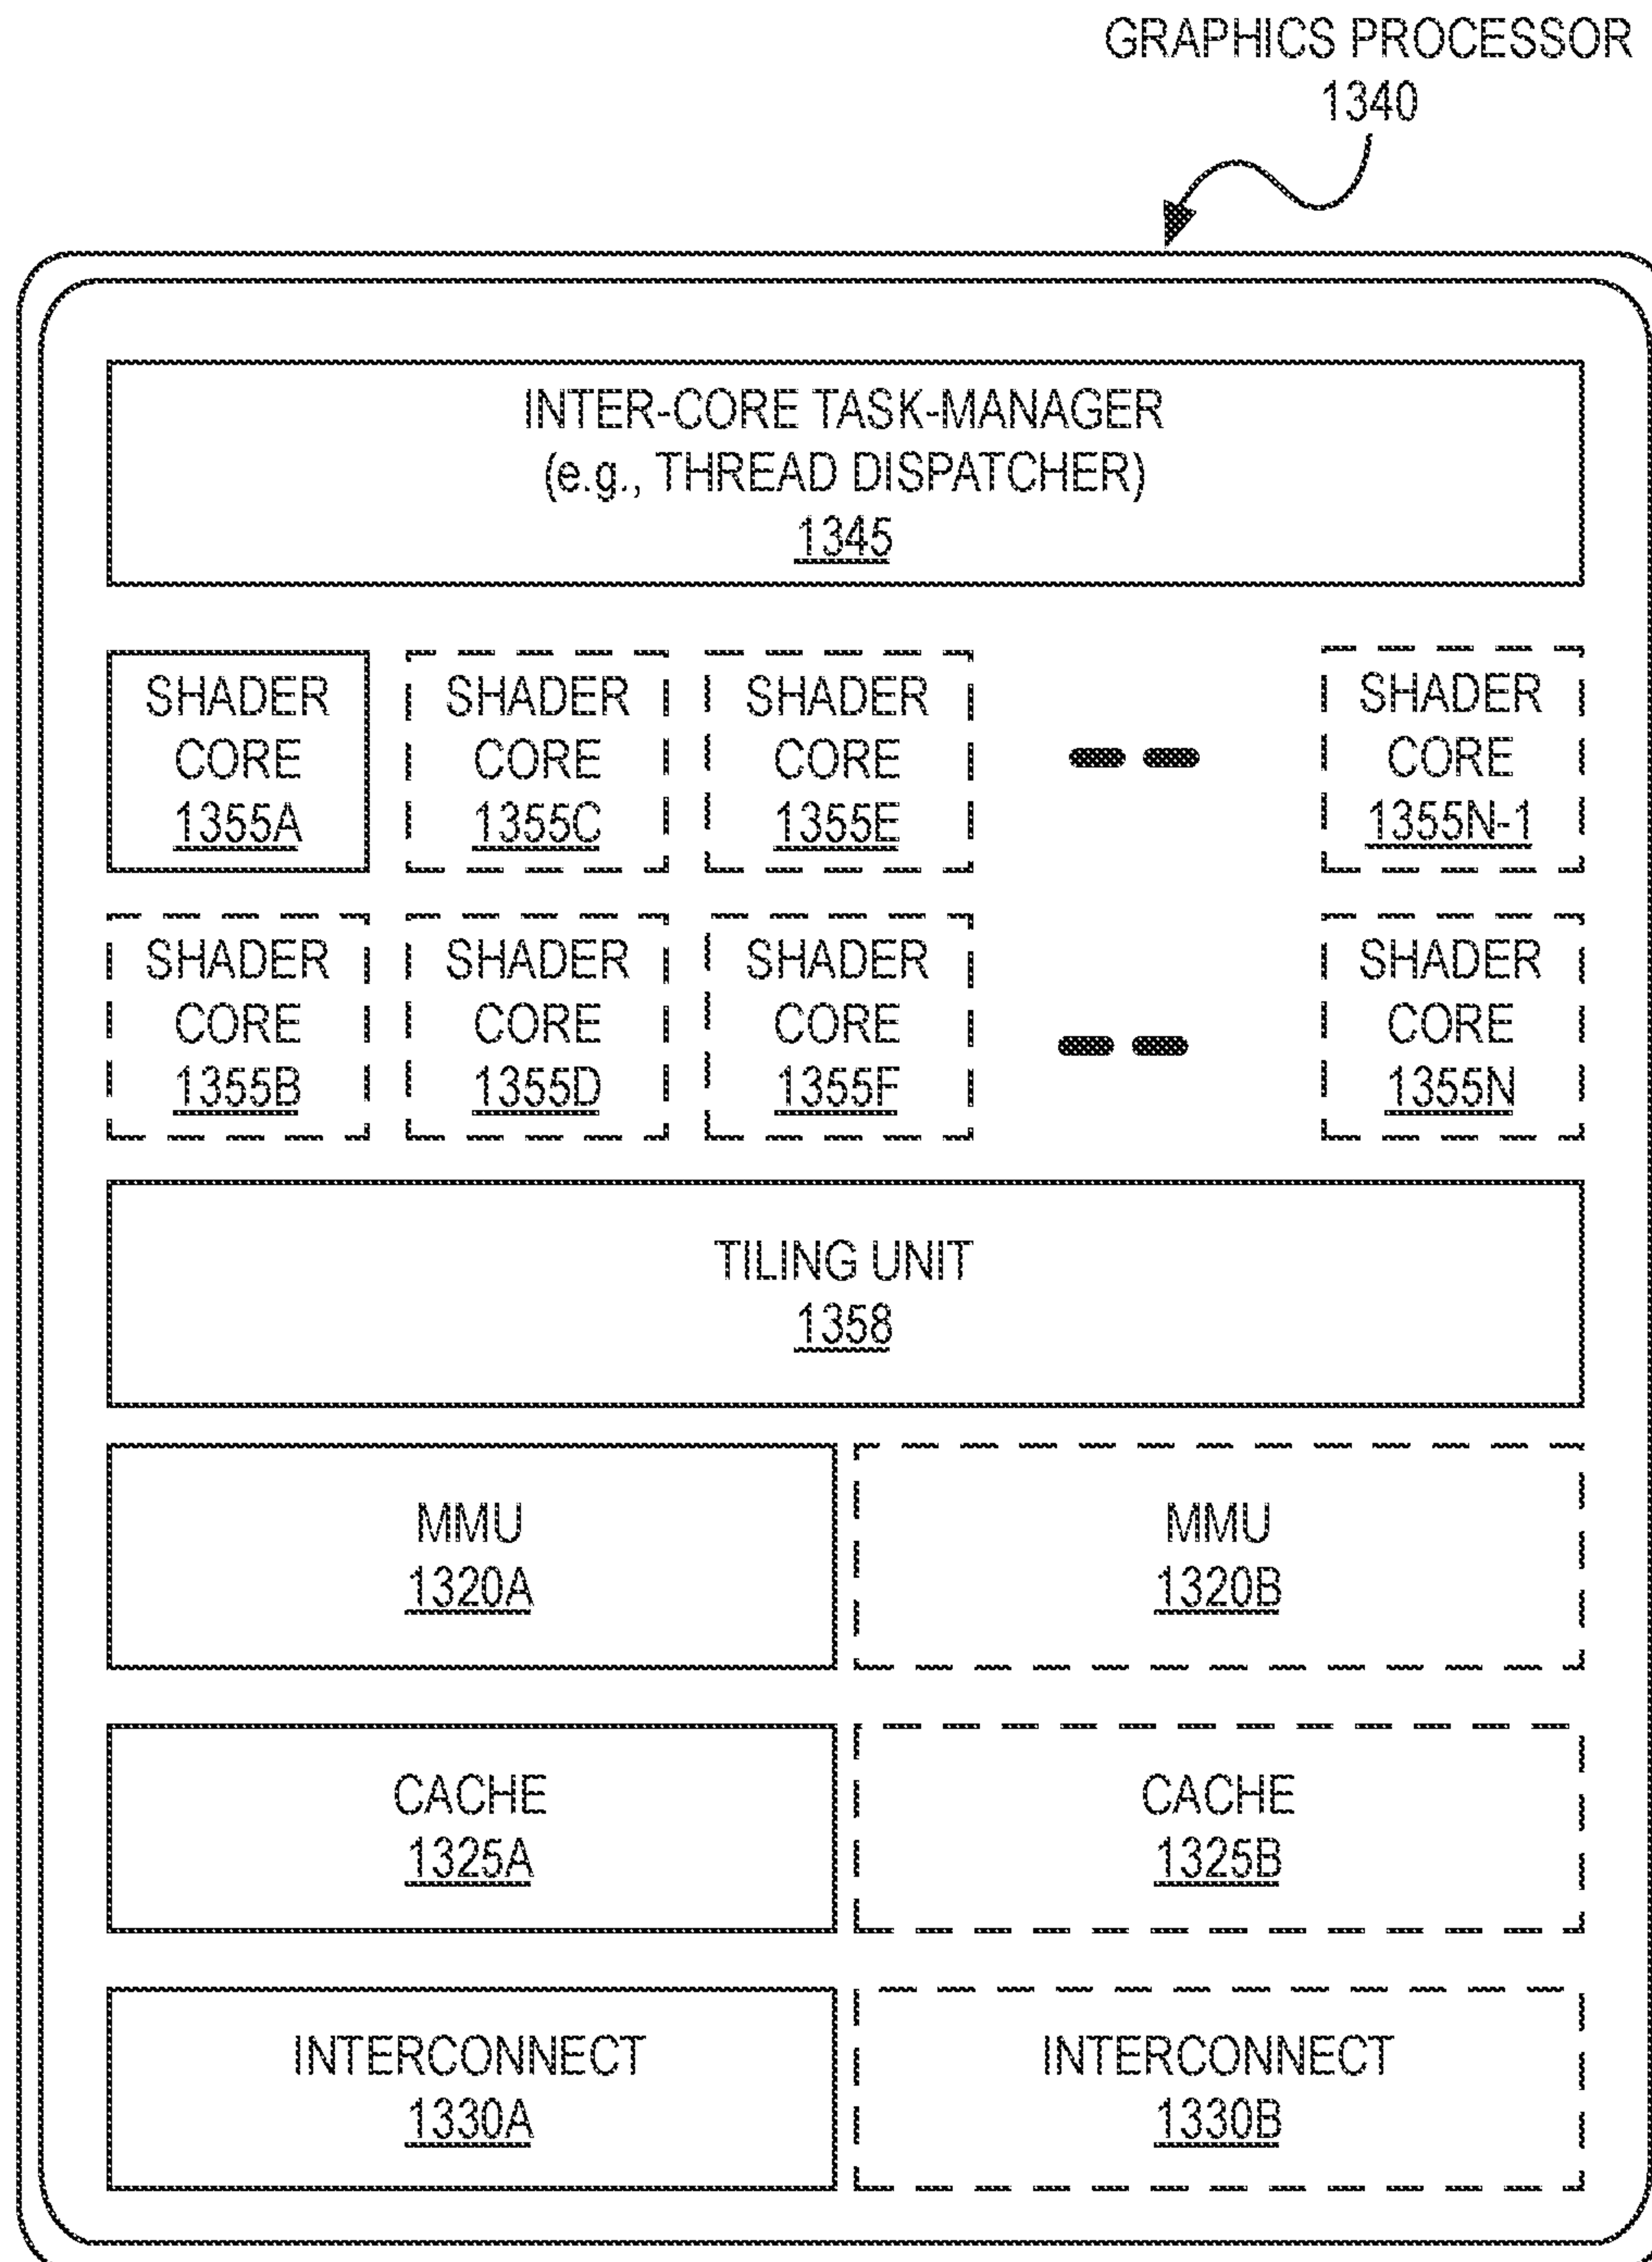 GRAPHICS PROCESSOR
1340
INTER-CORE TASK-MANAGER
(e.g., THREAD DISPATCHER)
1345
SHADER
CORE
1355A
SHADER
CORE
1355C
SHADER
CORE
1355E
SHADER
CORE
1355N-1
SHADER
CORE
1355B
SHADER
CORE
1355D
SHADER
CORE
1355F
SHADER
CORE
1355N
TILING UNIT
1358
MMU
1320A
MMU
1320B
CACHE
1325A
CACHE
1325B
INTERCONNECT
1330A
INTERCONNECT
1330B